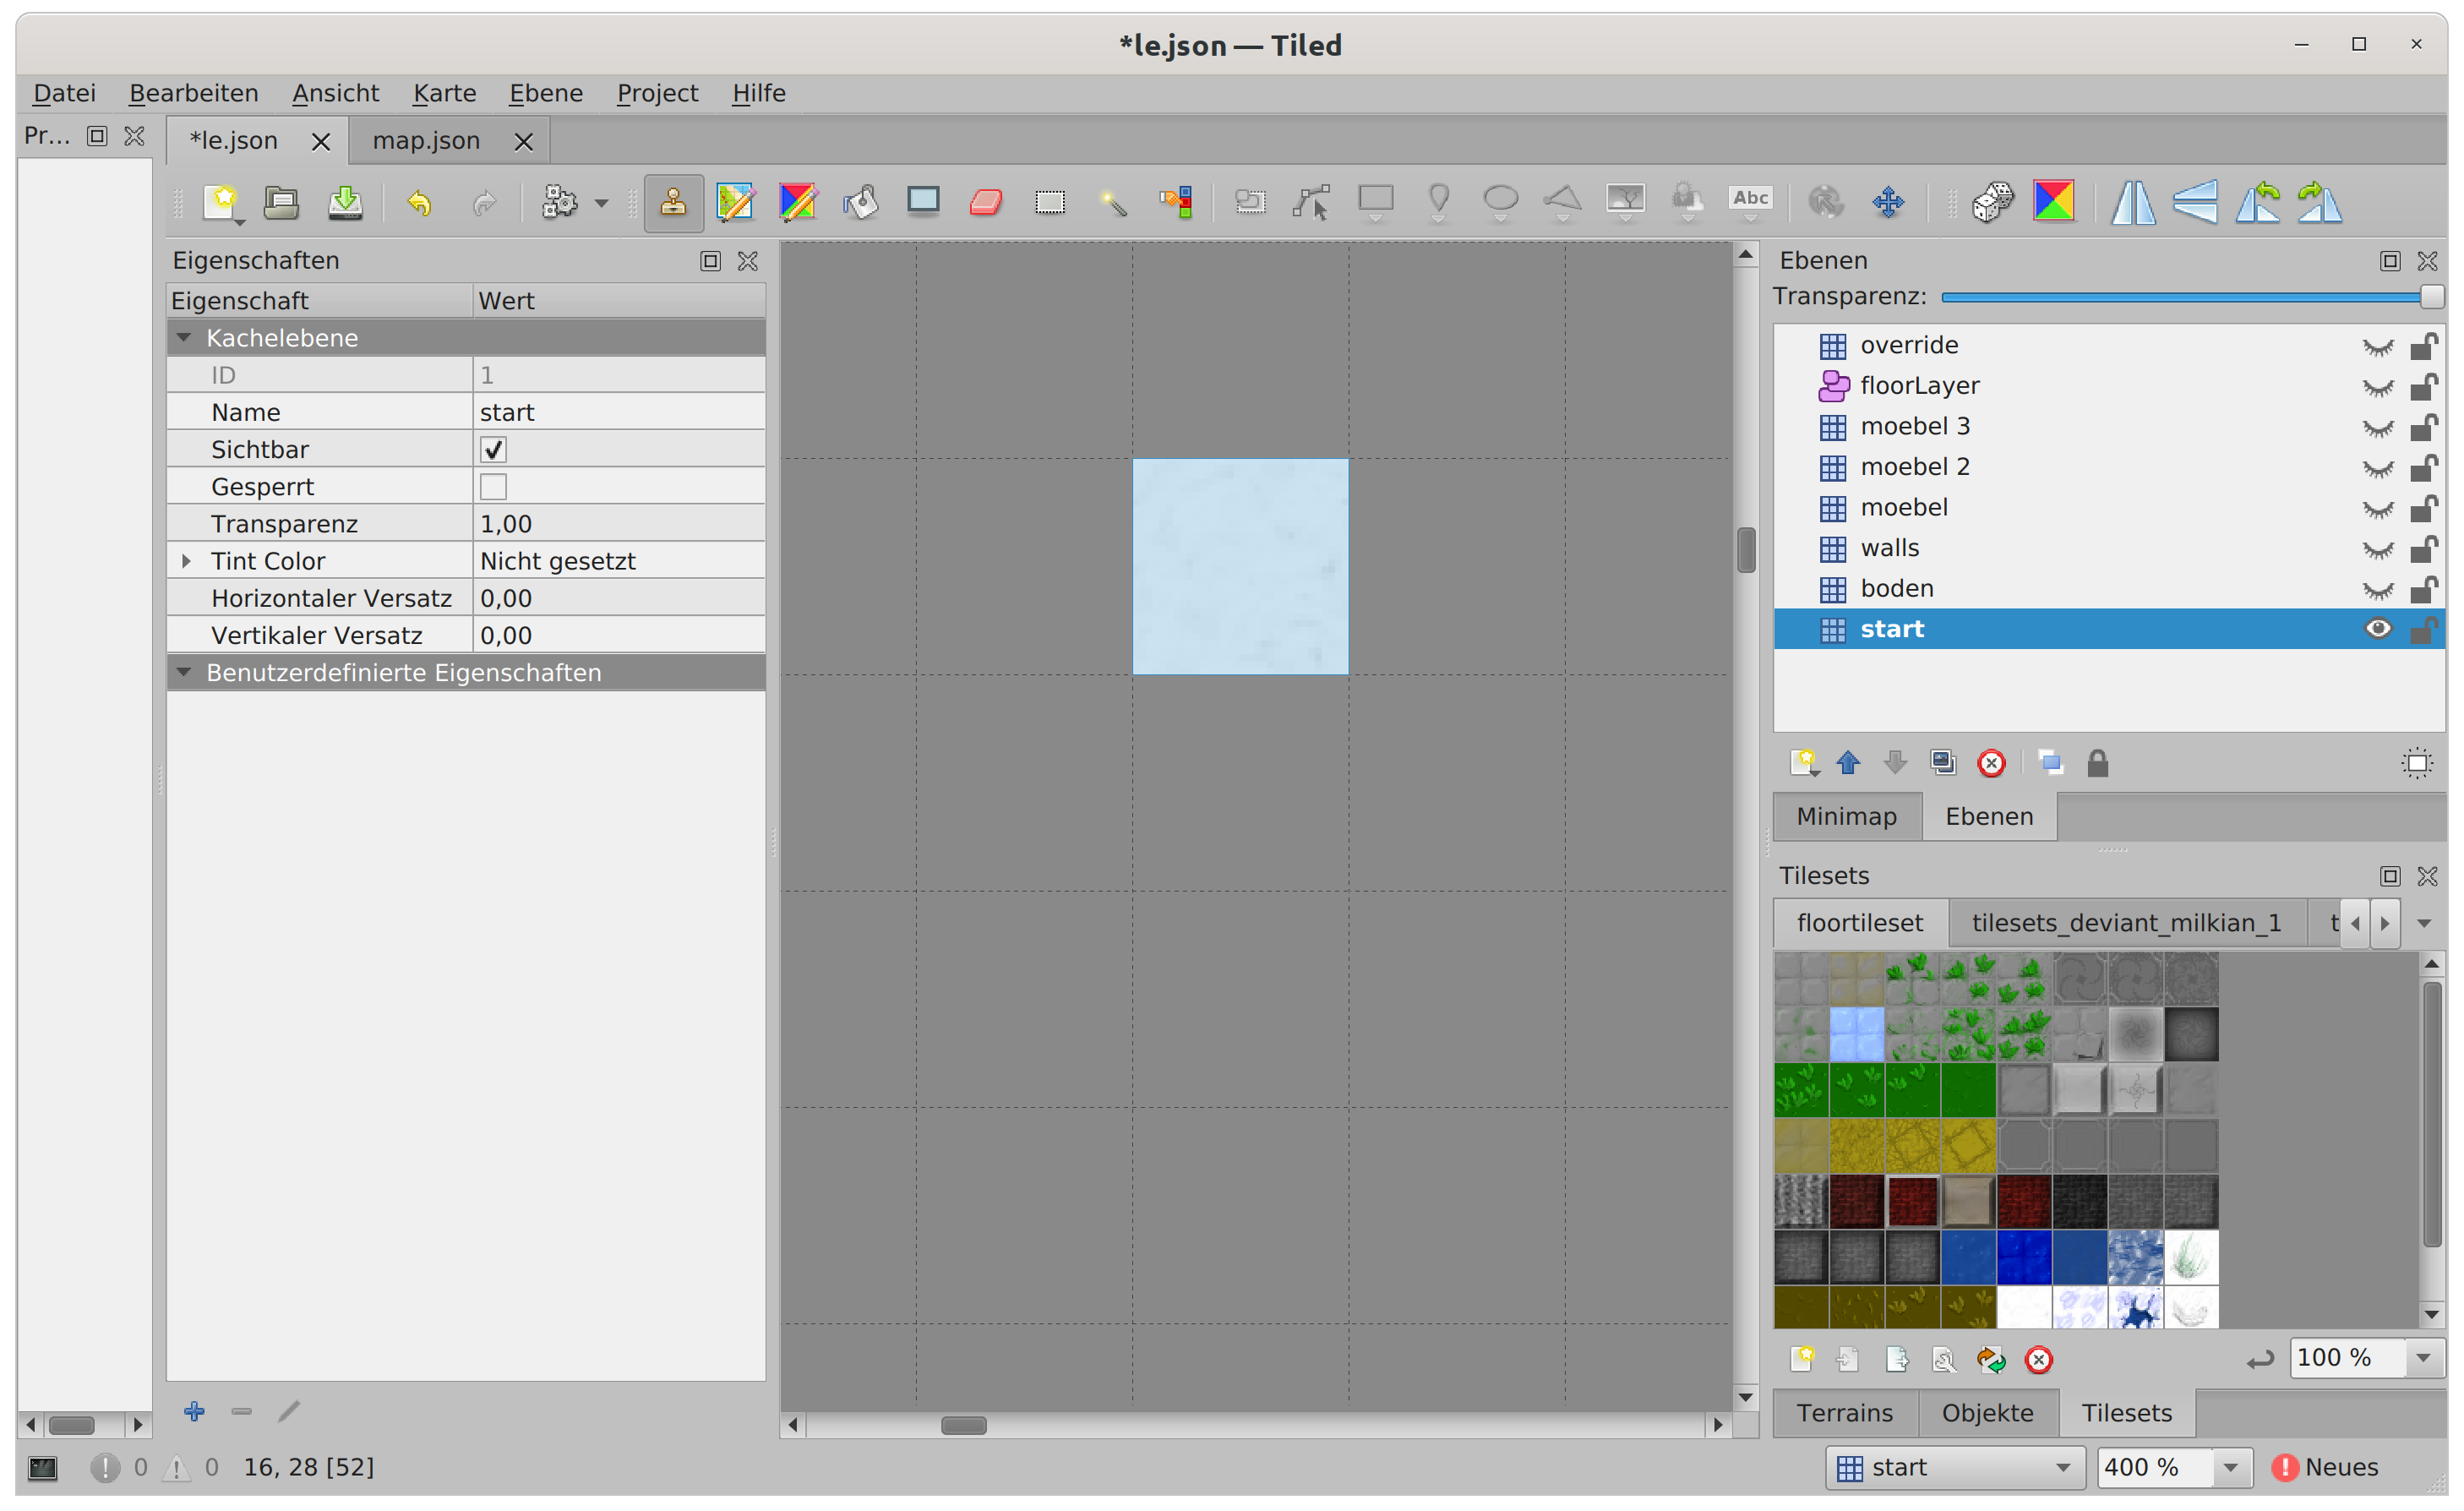 *le.json — Tiled
Datei Bearbeiten Ansicht Karte Ebene Project Hilfe
Pr...
*le.json map.json
Abc
Eigenschaften
Eigenschaft Wert
Kachelebene
ID 1
Name start
Sichtbar
Gesperrt
Transparenz 1,00
Tint Color Nicht gesetzt
Horizontaler Versatz 0,00
Vertikaler Versatz 0,00
Benutzerdefinierte Eigenschaften
Ebenen
Transparenz:
override
floorLayer
moebel 3
moebel 2
moebel
walls
boden
start
Minimap Ebenen
Tilesets
floortileset tilesets_deviant_milkian_1 t
100 %
Terrains Objekte Tilesets
0 0 16, 28 [52]
start 400 % Neues